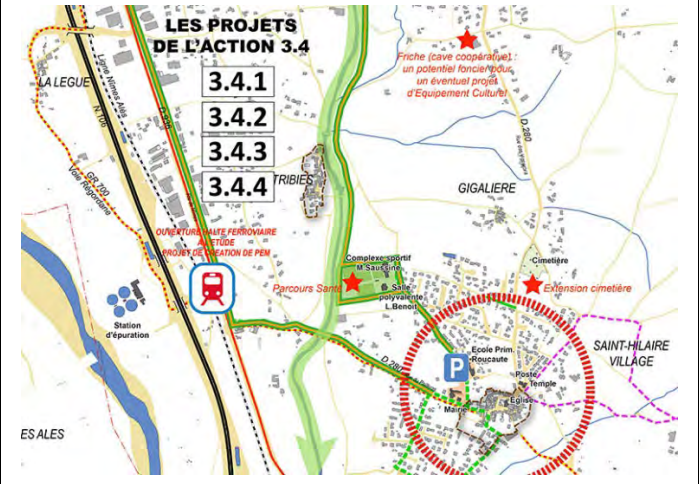 LES PROJETS
DE L'ACTION 3.4
3.4.1
3.4.2
3.4.3
3.4.4
LA LEGUE
Ligne Nîmes Alès
N.106
GR 700
Voie Régordane
TRIBIES
Friche (cave coopérative) :
un potentiel foncier pour
un éventuel projet
d'Equipement Culturel
D.280
GIGALIERE
OUVERTURE HALTE FERROVIAIRE
A L'ETUDE
PROJET DE CREATION DE PEM
Complexe sportif
M.Saussine
Parcours Santé
Salle
polyvalente
L.Benoit
Cimetière
Extension cimetière
Station
d'épuration
D.280
P
Ecole Prim.
Roucaute
Poste
Temple
Eglise
Mairie
SAINT-HILAIRE
VILLAGE
ES ALES